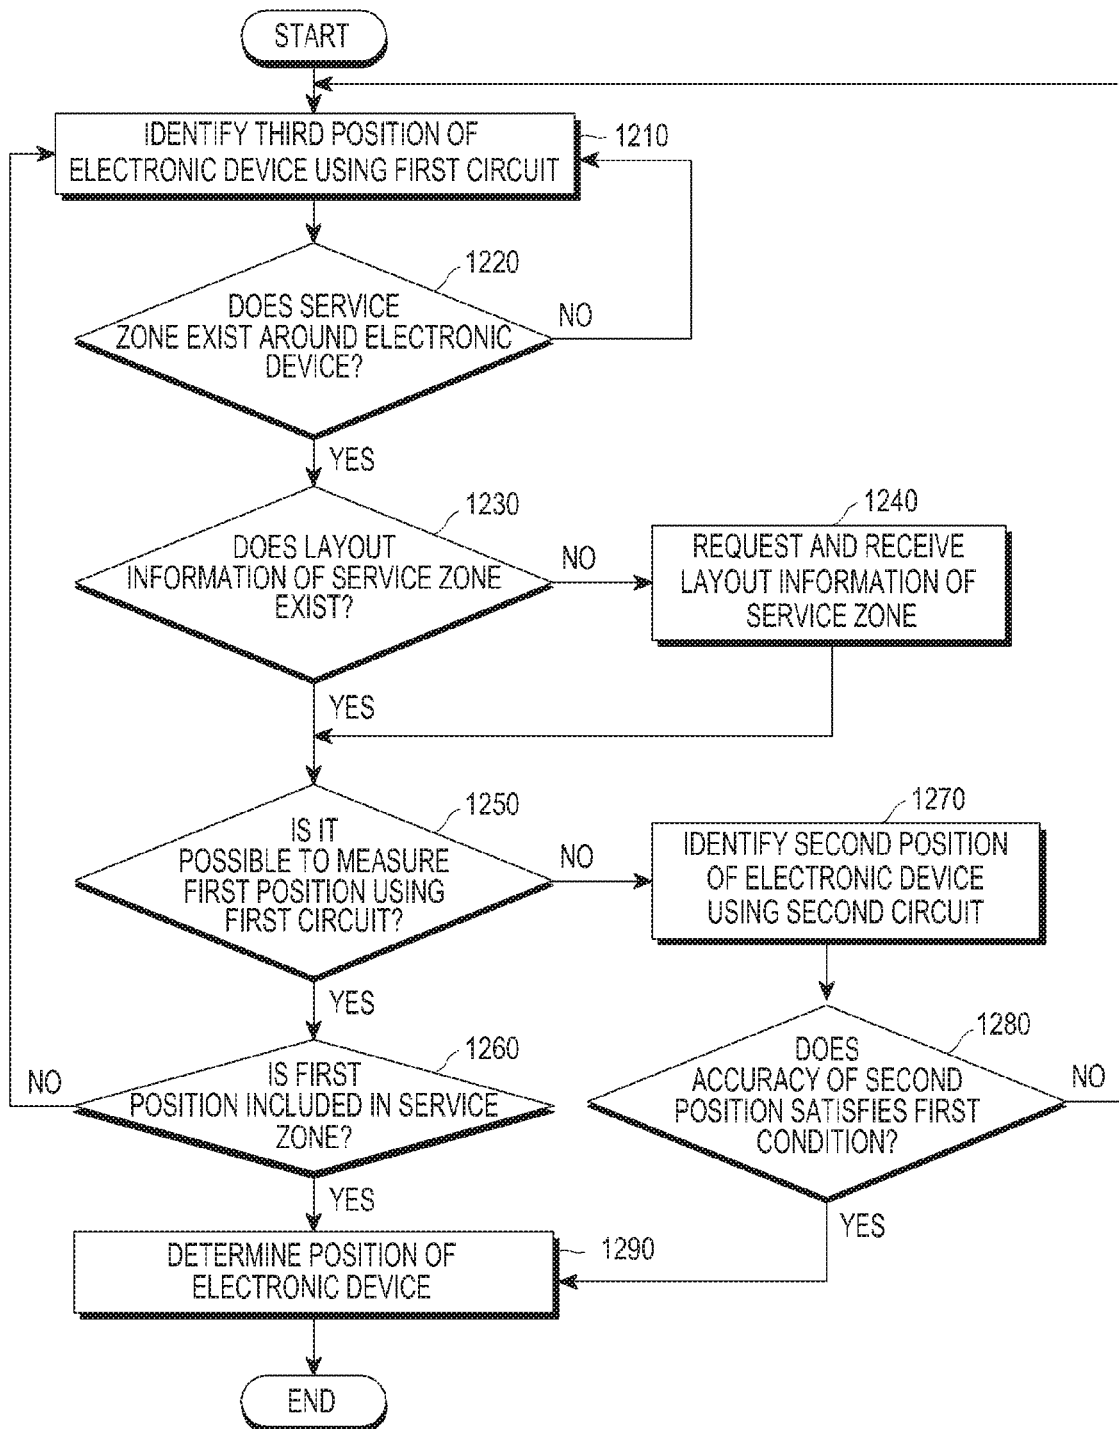 START
IDENTIFY THIRD POSITION OF
ELECTRONIC DEVICE USING FIRST CIRCUIT
1210
1220
DOES SERVICE
ZONE EXIST AROUND ELECTRONIC
DEVICE?
NO
YES
1230
DOES LAYOUT
INFORMATION OF SERVICE ZONE
EXIST?
NO
1240
REQUEST AND RECEIVE
LAYOUT INFORMATION OF
SERVICE ZONE
YES
1250
IS IT
POSSIBLE TO MEASURE
FIRST POSITION USING
FIRST CIRCUIT?
NO
1270
IDENTIFY SECOND POSITION
OF ELECTRONIC DEVICE
USING SECOND CIRCUIT
YES
1260
IS FIRST
POSITION INCLUDED IN SERVICE
ZONE?
NO
1280
DOES
ACCURACY OF SECOND
POSITION SATISFIES FIRST
CONDITION?
NO
YES
YES
DETERMINE POSITION OF
ELECTRONIC DEVICE
1290
END